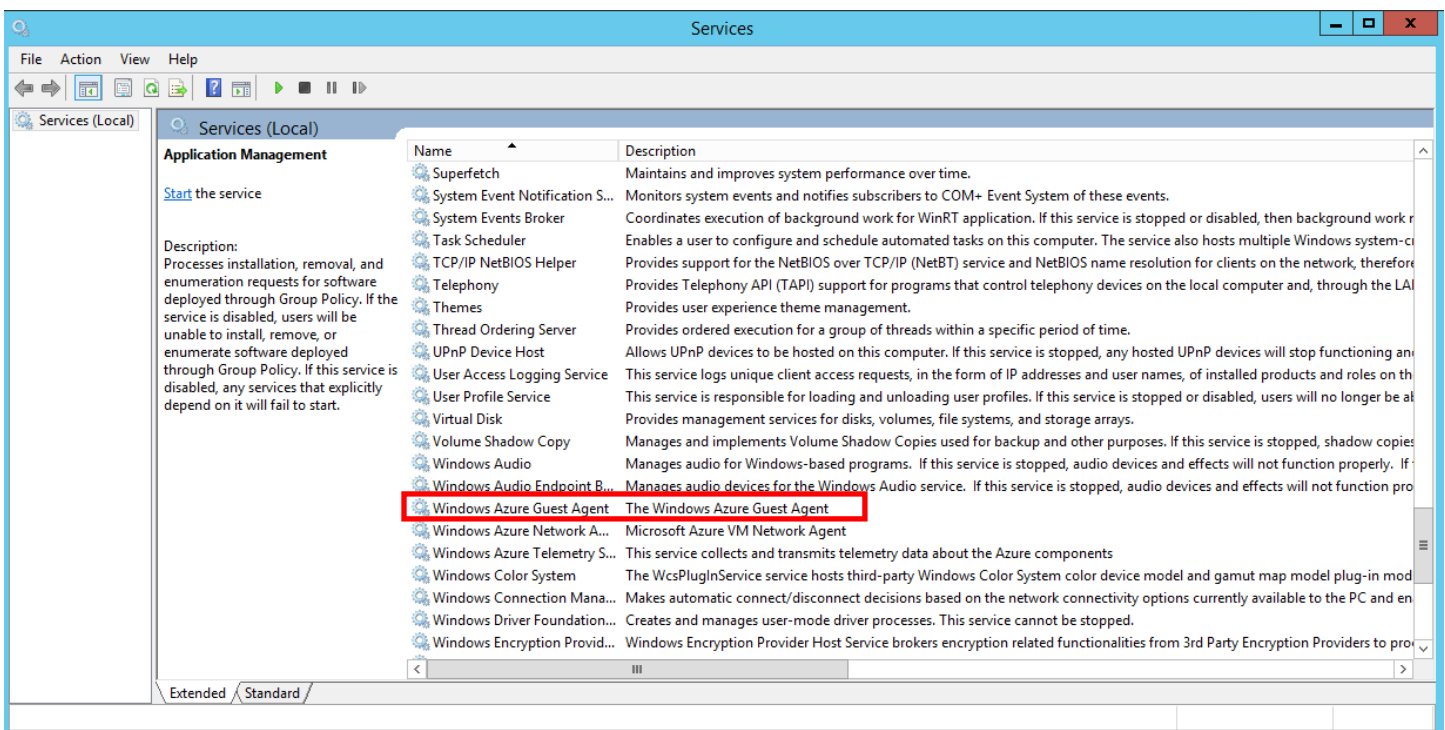 Services
File Action View Help
Services (Local)
Services (Local)
Application Management
Start the service
Description:
Processes installation, removal, and
enumeration requests for software
deployed through Group Policy. If the
service is disabled, users will be
unable to install, remove, or
enumerate software deployed
through Group Policy. If this service is
disabled, any services that explicitly
depend on it will fail to start.
Name Description
Superfetch Maintains and improves system performance over time.
System Event Notification S... Monitors system events and notifies subscribers to COM+ Event System of these events.
System Events Broker Coordinates execution of background work for WinRT application. If this service is stopped or disabled, then background work
Task Scheduler Enables a user to configure and schedule automated tasks on this computer. The service also hosts multiple Windows
TCP/IP NetBIOS Helper Provides support for the NetBIOS over TCP/IP (NetBT) service and NetBIOS name resolution for clients on the network, therefore
Telephony Provides Telephony API (TAPI) support for programs that control telephony devices on the local computer and, through the
Themes Provides user experience theme management.
Thread Ordering Server Provides ordered execution for a group of threads within a specific period of time.
UPnP Device Host Allows UPnP devices to be hosted on this computer. If this service is stopped, any hosted UPnP devices will stop functioning
User Access Logging Service This service logs unique client access requests, in the form of IP addresses and user names, of installed products and roles on
User Profile Service This service is responsible for loading and unloading user profiles. If this service is stopped or disabled, users will no longer be
Virtual Disk Provides management services for disks, volumes, file systems, and storage arrays.
Volume Shadow Copy Manages and implements Volume Shadow Copies used for backup and other purposes. If this service is stopped, shadow copies
Windows Audio Manages audio for Windows-based programs. If this service is stopped, audio devices and effects will not function properly. If
Windows Audio Endpoint B... Manages audio devices for the Windows Audio service. If this service is stopped, audio devices and effects will not function pro
Windows Azure Guest Agent The Windows Azure Guest Agent
Windows Azure Network A... Microsoft Azure VM Network Agent
Windows Azure Telemetry S... This service collects and transmits telemetry data about the Azure components
Windows Color System The WcsPlugInService service hosts third-party Windows Color System color device model and gamut map model plug-in mod
Windows Connection Mana... Makes automatic connect/disconnect decisions based on the network connectivity options currently available to the PC and en
Windows Driver Foundation... Creates and manages user-mode driver processes. This service cannot be stopped.
Windows Encryption Provid... Windows Encryption Provider Host Service brokers encryption related functionalities from 3rd Party Encryption Providers to
Extended Standard